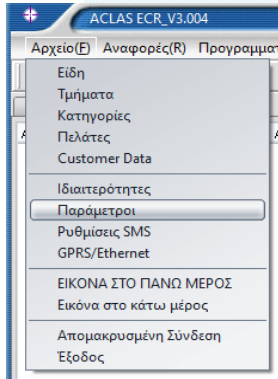 ACLAS ECR_V3.004
Αρχείο(F) Αναφορές(R)
Είδη
Τμήματα
Κατηγορίες
Πελάτες
Customer Data
Ιδιαιτερότητες
Παράμετροι
Ρυθμίσεις SMS
GPRS/Ethernet
ΕΙΚΟΝΑ ΣΤΟ ΠΑΝΩ ΜΕΡΟΣ
Εικόνα στο κάτω μέρος
Απομακρυσμένη Σύνδεση
Έξοδος